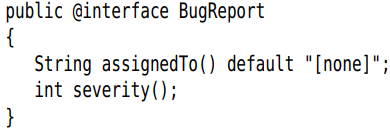 public @interface BugReport
{
   String assignedTo() default "[none]";
   int severity();
}